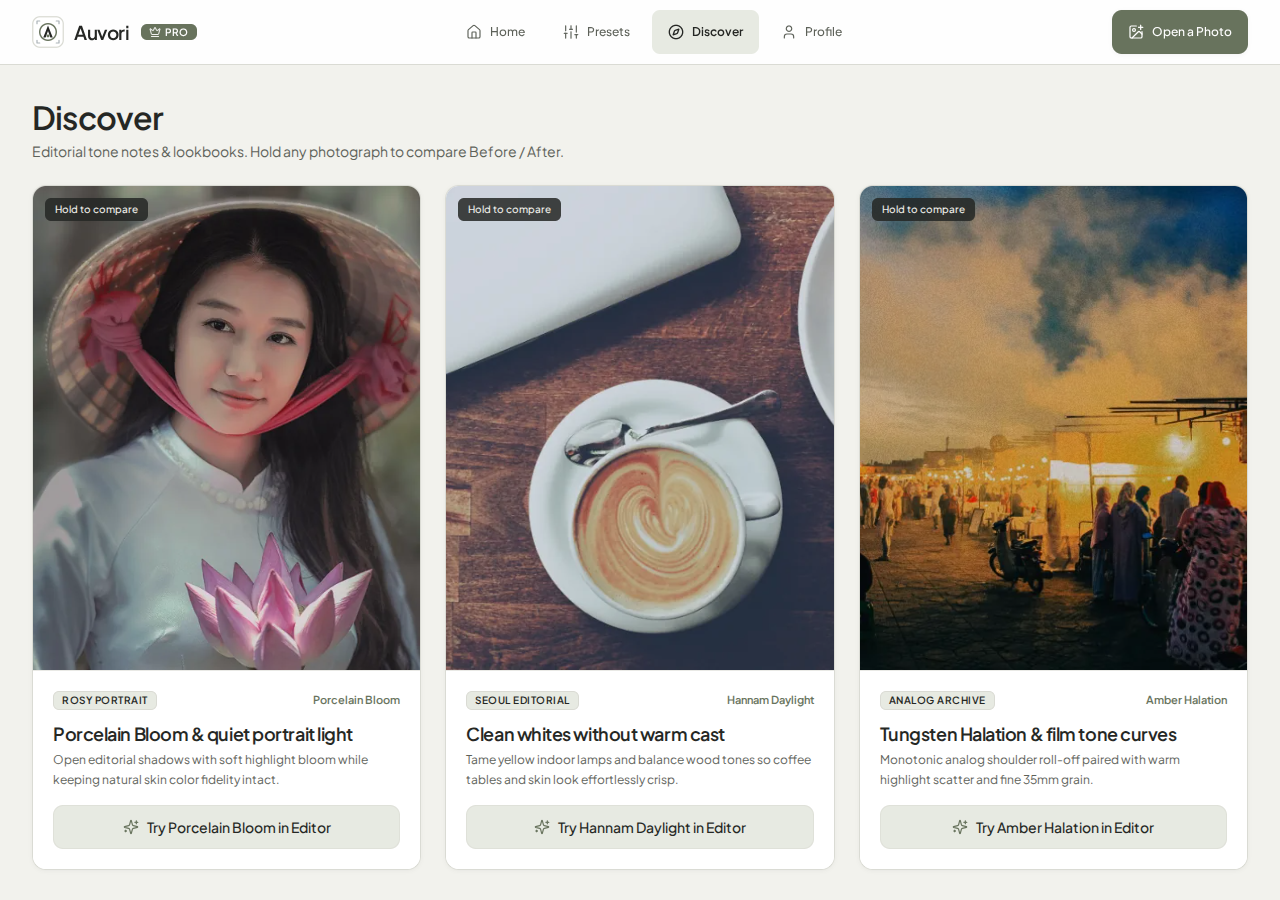 Auvori PRO
Home Presets Discover Profile
Open a Photo
Discover
Editorial tone notes & lookbooks. Hold any photograph to compare Before / After.
Hold to compare
ROSY PORTRAIT Porcelain Bloom
Porcelain Bloom & quiet portrait light
Open editorial shadows with soft highlight bloom while
keeping natural skin color fidelity intact.
Try Porcelain Bloom in Editor
Hold to compare
SEOUL EDITORIAL Hannam Daylight
Clean whites without warm cast
Tame yellow indoor lamps and balance wood tones so coffee
tables and skin look effortlessly crisp.
Try Hannam Daylight in Editor
Hold to compare
ANALOG ARCHIVE Amber Halation
Tungsten Halation & film tone curves
Monotonic analog shoulder roll-off paired with warm
highlight scatter and fine 35mm grain.
Try Amber Halation in Editor